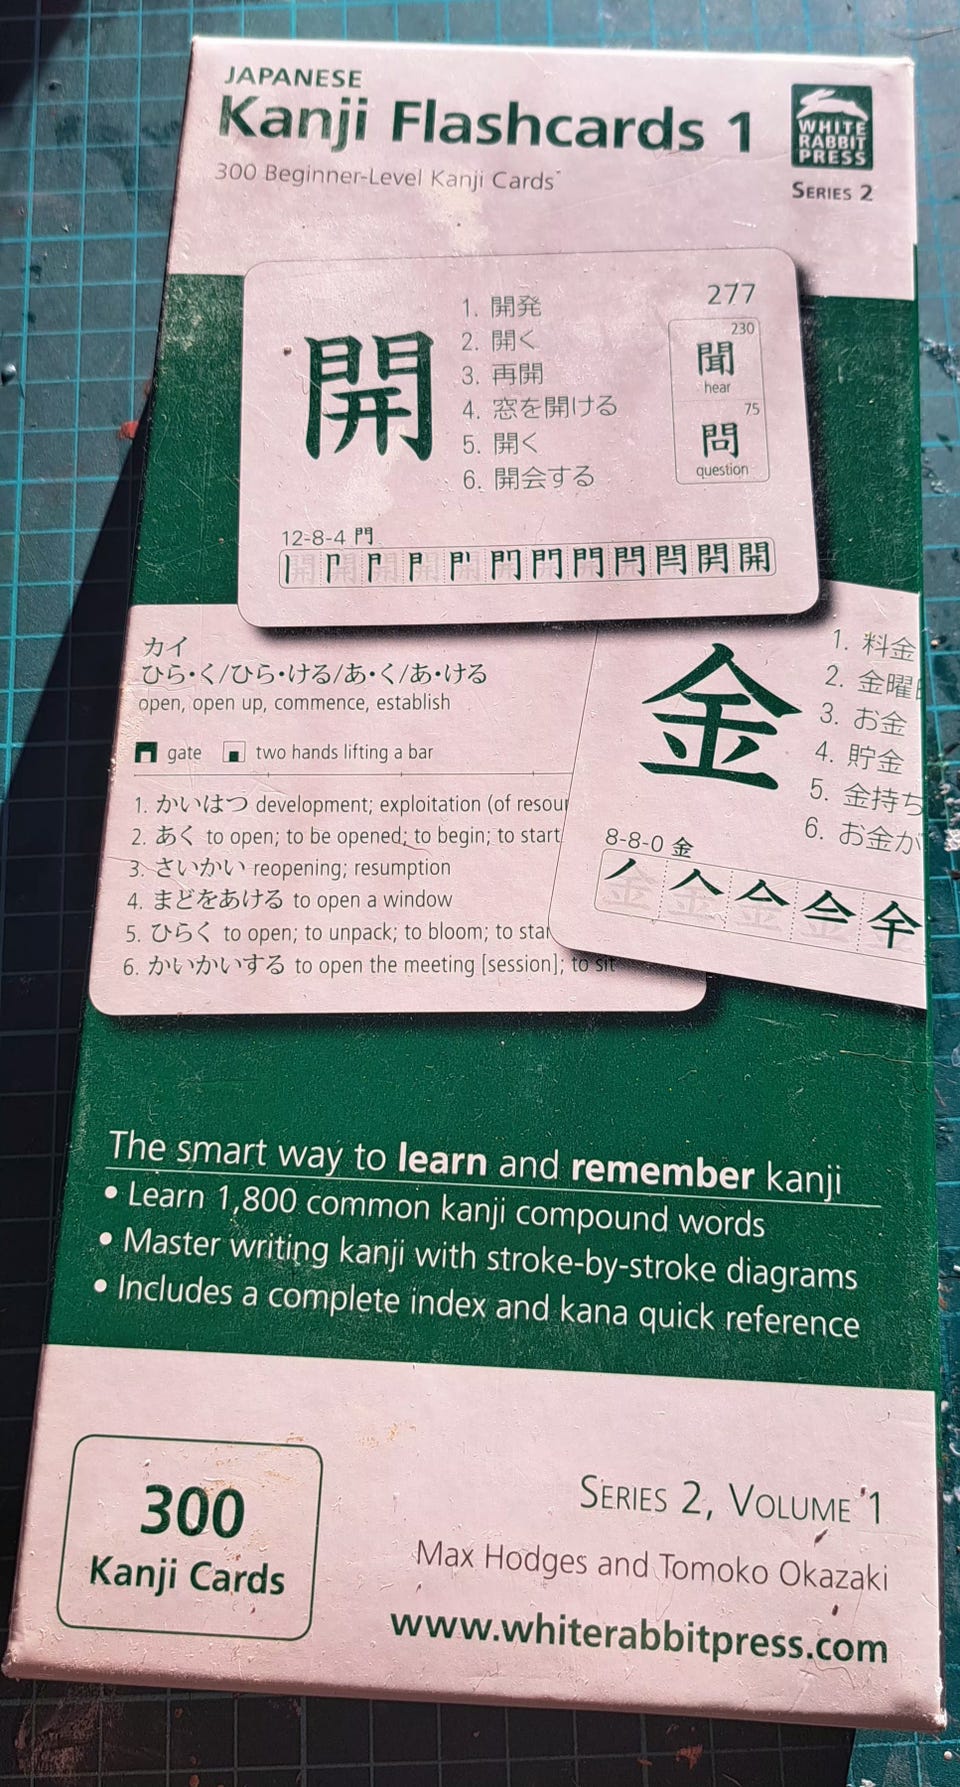 JAPANESE
Kanji Flashcards 1
300 Beginner-Level Kanji Cards
WHITE
RABBIT
PRESS
SERIES 2
開
1. 開発
2. 開く
3. 再開
4. 窓を開ける
5. 開く
6. 開会する
277
230
聞
hear
75
問
question
12-8-4 門
カイ
ひら・く/ひら・ける/あ・く/あ・ける
open, open up, commence, establish
gate two hands lifting a bar
1. かいはつ development; exploitation (of resour
2. あく to open; to be opened; to begin; to start
3. さいかい reopening; resumption
4. まどをあける to open a window
5. ひらく to open; to unpack; to bloom; to star
6. かいかいする to open the meeting [session]; to sit
金
1. 料金
2. 金曜日
3. お金
4. 貯金
5. 金持ち
6. お金が
8-8-0 金
The smart way to learn and remember kanji
• Learn 1,800 common kanji compound words
• Master writing kanji with stroke-by-stroke diagrams
• Includes a complete index and kana quick reference
300
Kanji Cards
SERIES 2, VOLUME 1
Max Hodges and Tomoko Okazaki
www.whiterabbitpress.com